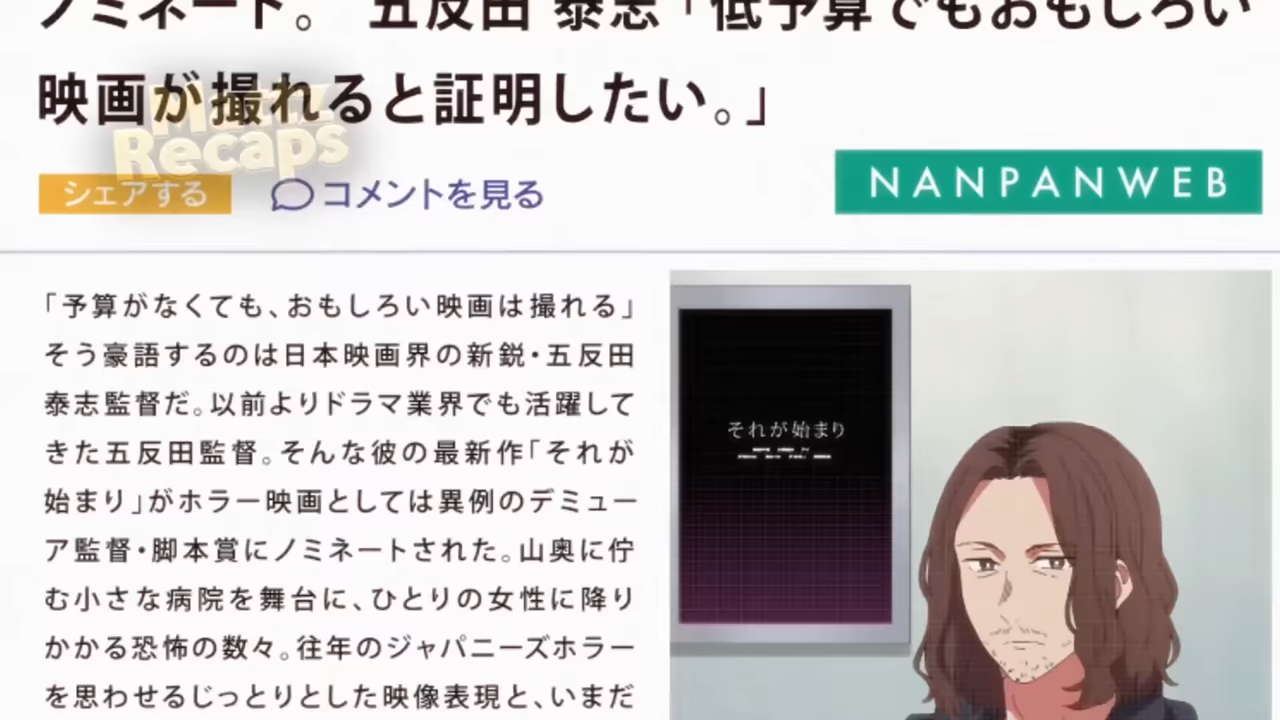 ノミネート。 五反田 泰志「低予算でもおもしろい
映画が撮れると証明したい。」
Recaps
シェアする
コメントを見る
NANPANWEB
「予算がなくても、おもしろい映画は撮れる」
そう豪語するのは日本映画界の新鋭・五反田
泰志監督だ。以前よりドラマ業界でも活躍して
きた五反田監督。そんな彼の最新作「それが
始まり」がホラー映画としては異例のデミュー
ア監督・脚本賞にノミネートされた。山奥に佇
む小さな病院を舞台に、ひとりの女性に降り
かかる恐怖の数々。往年のジャパニーズホラー
を思わせるじっとりとした映像表現と、いまだ
それが始まり